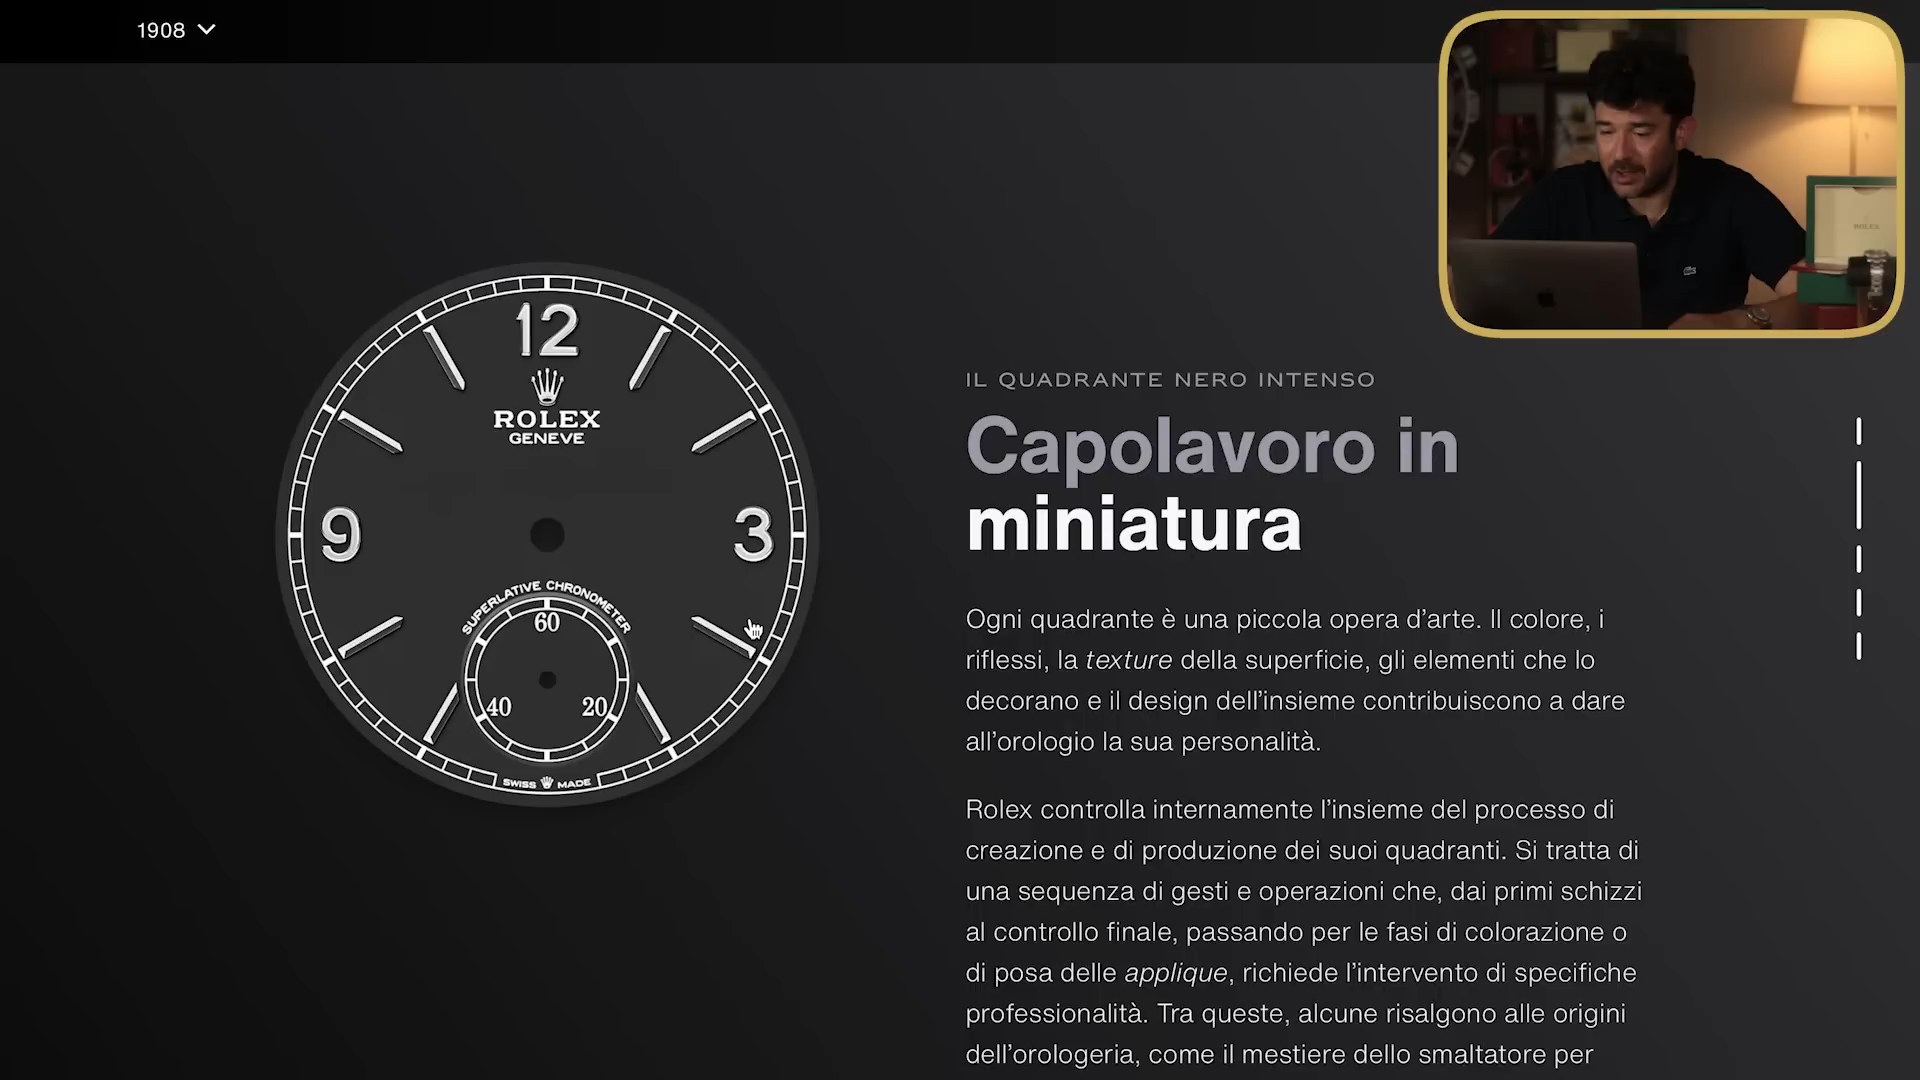 1908
ROLEX
12
ROLEX
GENEVE
9
3
SUPERLATIVE CHRONOMETER
60
40
20
SWISS MADE
IL QUADRANTE NERO INTENSO
Capolavoro in
miniatura
Ogni quadrante è una piccola opera d’arte. Il colore, i
riflessi, la texture della superficie, gli elementi che lo
decorano e il design dell’insieme contribuiscono a dare
all’orologio la sua personalità.
Rolex controlla internamente l’insieme del processo di
creazione e di produzione dei suoi quadranti. Si tratta di
una sequenza di gesti e operazioni che, dai primi schizzi
al controllo finale, passando per le fasi di colorazione o
di posa delle applique, richiede l’intervento di specifiche
professionalità. Tra queste, alcune risalgono alle origini
dell’orologeria, come il mestiere dello smaltatore per